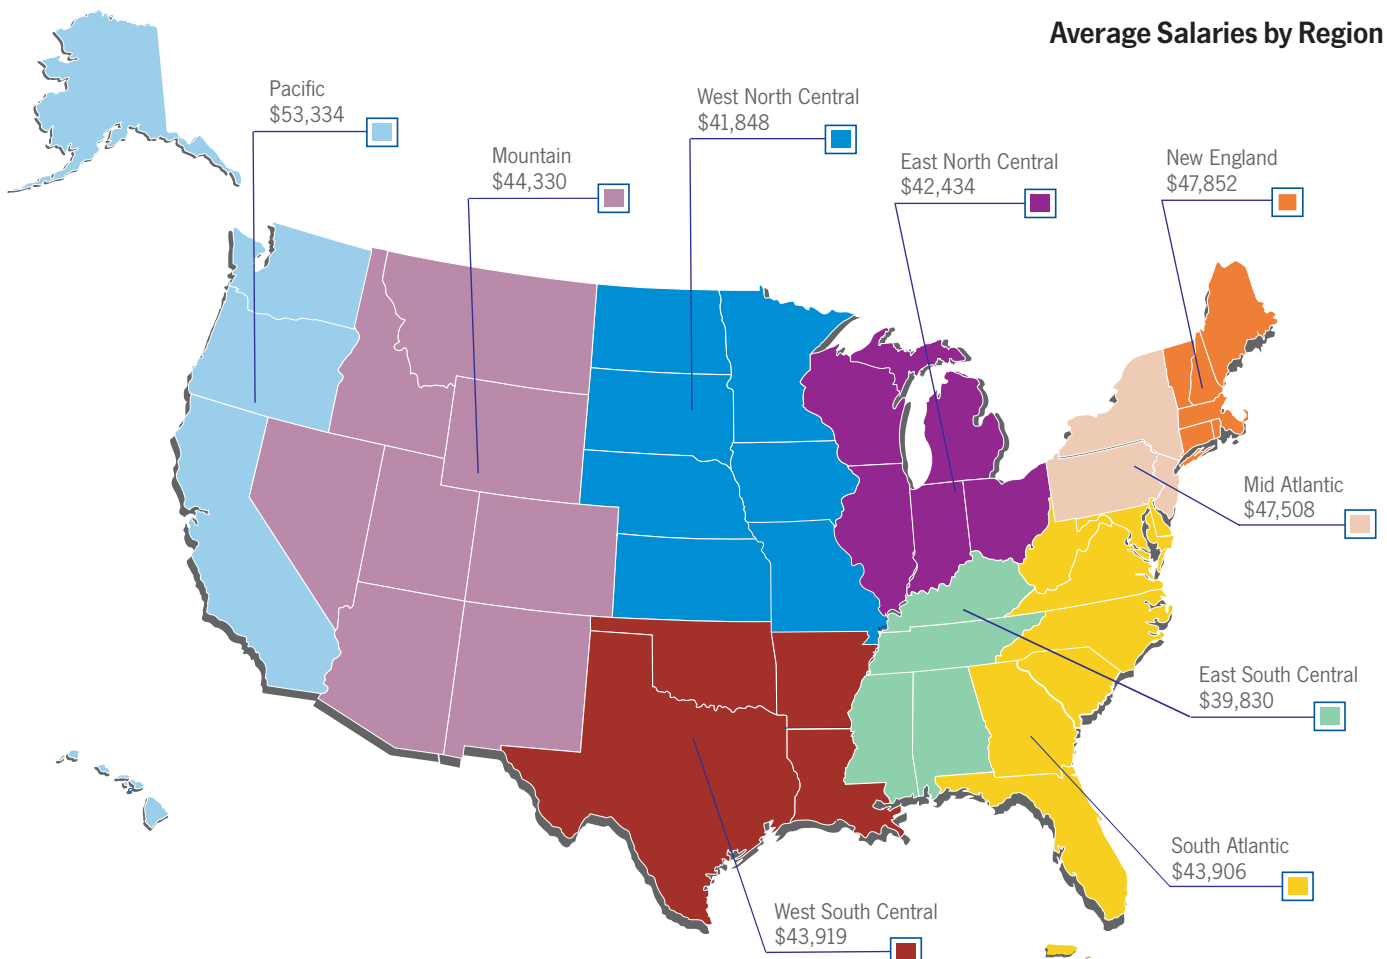 Average Salaries by Region
Pacific
$53,334
West North Central
$41,848
Mountain
$44,330
East North Central
$42,434
New England
$47,852
Mid Atlantic
$47,508
East South Central
$39,830
South Atlantic
$43,906
West South Central
$43,919